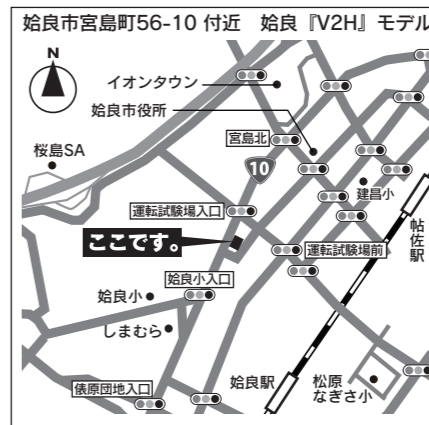 姶良市宮島町56-10 付近 姶良『V2H』モデル
N
イオンタウン
姶良市役所
桜島SA
宮島北
10
建昌小
運転試験場入口
帖佐駅
ここです。
運転試験場前
姶良小入口
姶良小
しまむら
姶良駅
松原
なぎさ小
俵原団地入口